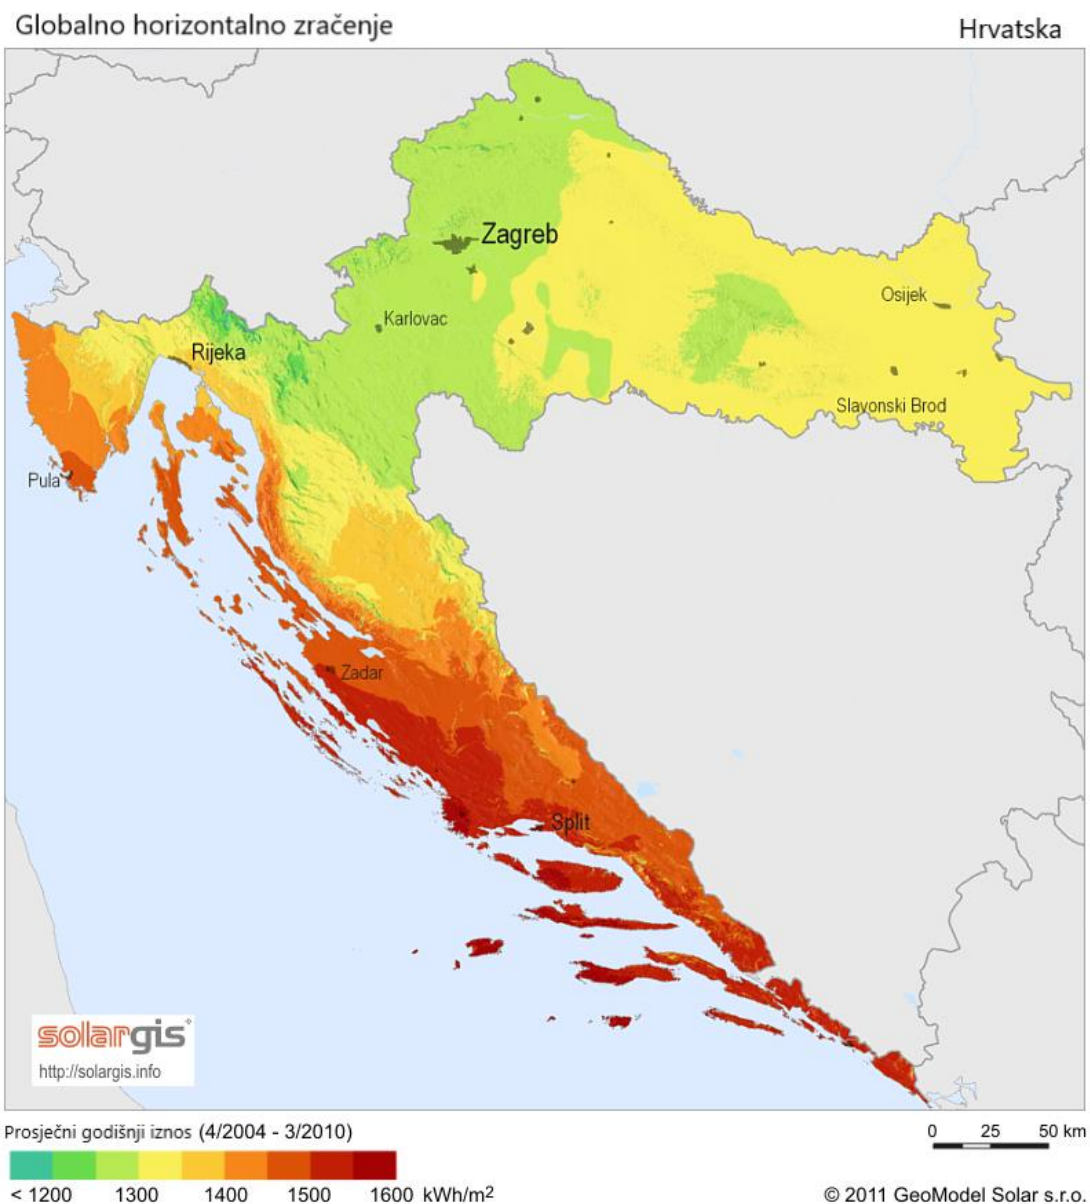 Globalno horizontalno zračenje
Hrvatska
Zagreb
Osijek
Karlovac
Rijeka
Slavonski Brod
Pula
Zadar
Split
solargis
http://solargis.info
Prosječni godišnji iznos (4/2004 - 3/2010)
0 25 50 km
< 1200 1300 1400 1500 1600 kWh/m²
© 2011 GeoModel Solar s.r.o.